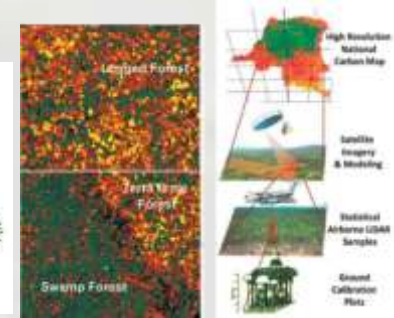 Logged Forest
Terra Firme
Forest
Swamp Forest
High Resolution
National
Carbon Map
Satellite
Imagery
& Modeling
Statistical
Airborne LiDAR
Samples
Ground
Calibration
Plots